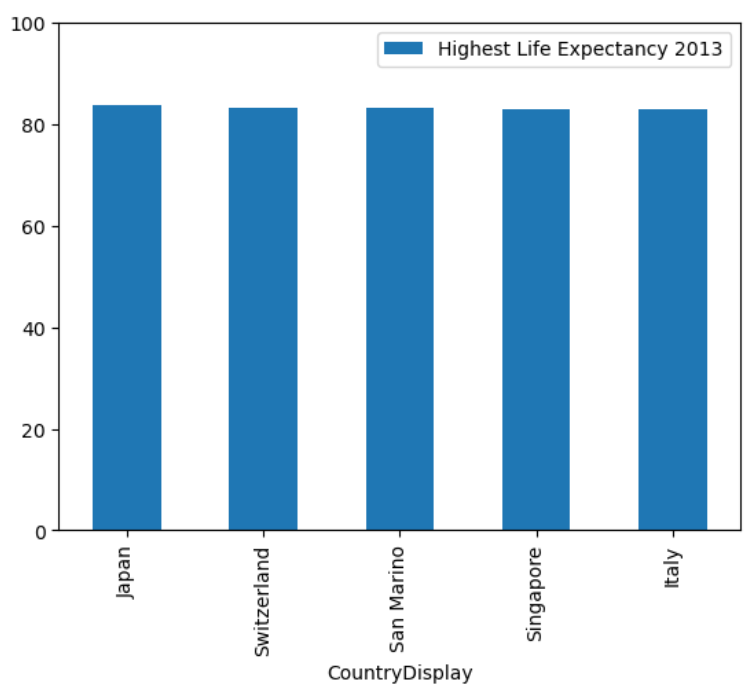 100
Highest Life Expectancy 2013
80
60
40
20
0
Japan
Switzerland
San Marino
Singapore
Italy
CountryDisplay